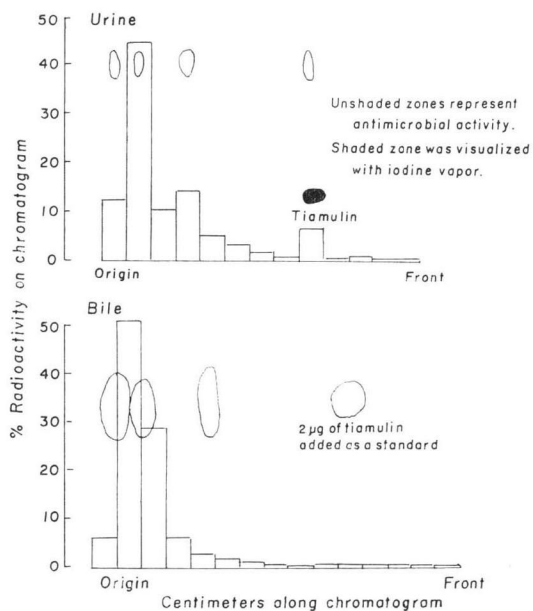 Urine
50
40
30
20
10
0
Unshaded zones represent
antimicrobial activity.
Shaded zone was visualized
with iodine vapor.
Tiamulin
Origin
Front
% Radioactivity on chromatogram
Bile
50
40
30
20
10
0
2 µg of tiamulin
added as a standard
Origin
Front
Centimeters along chromatogram